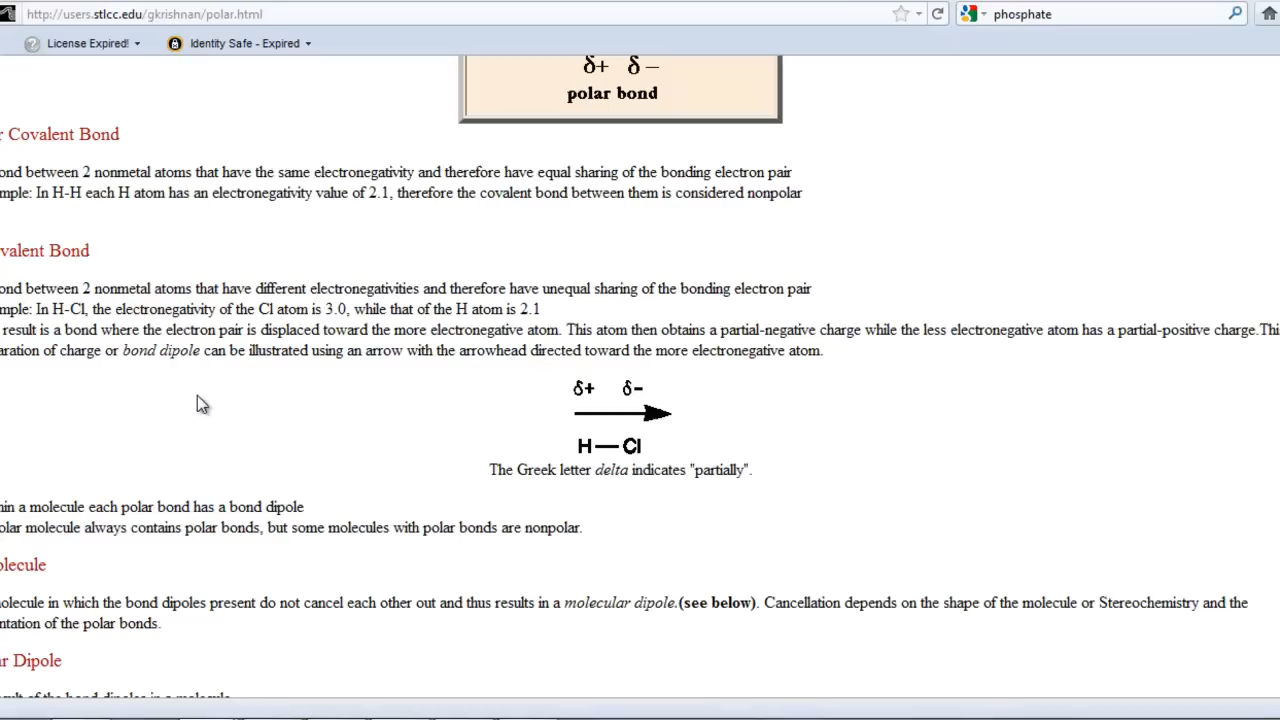 http://users.stlcc.edu/gkrishnan/polar.html
phosphate
License Expired!
Identity Safe - Expired
δ+ δ −
polar bond
r Covalent Bond
ond between 2 nonmetal atoms that have the same electronegativity and therefore have equal sharing of the bonding electron pair
mple: In H-H each H atom has an electronegativity value of 2.1, therefore the covalent bond between them is considered nonpolar
valent Bond
ond between 2 nonmetal atoms that have different electronegativities and therefore have unequal sharing of the bonding electron pair
mple: In H-Cl, the electronegativity of the Cl atom is 3.0, while that of the H atom is 2.1
result is a bond where the electron pair is displaced toward the more electronegative atom. This atom then obtains a partial-negative charge while the less electronegative atom has a partial-positive charge.Thi
aration of charge or bond dipole can be illustrated using an arrow with the arrowhead directed toward the more electronegative atom.
δ+ δ−
H—Cl
The Greek letter delta indicates "partially".
hin a molecule each polar bond has a bond dipole
olar molecule always contains polar bonds, but some molecules with polar bonds are nonpolar.
olecule
nolecule in which the bond dipoles present do not cancel each other out and thus results in a molecular dipole.(see below). Cancellation depends on the shape of the molecule or Stereochemistry and the
ntation of the polar bonds.
ar Dipole
sult of the bond dipoles in a molecule